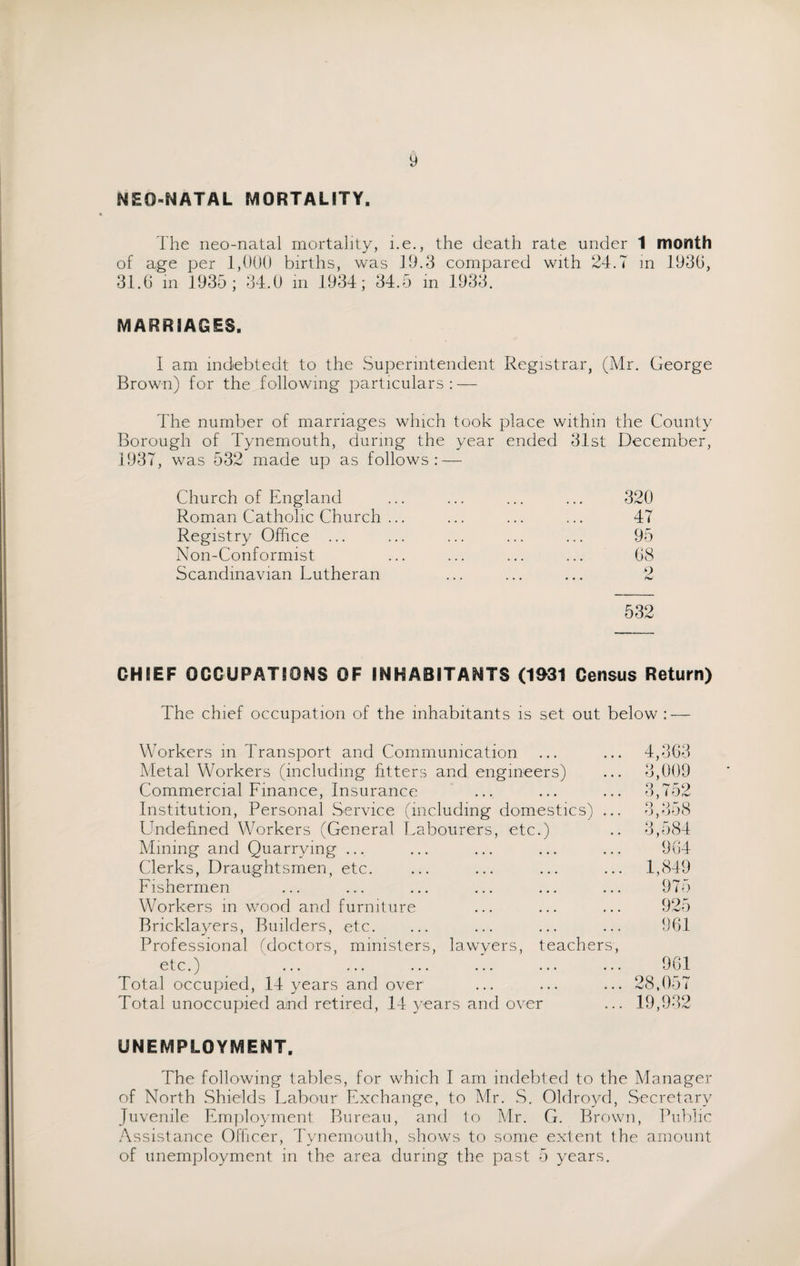 9
NEO-NATAL MORTALITY.
The neo-natal mortality, i.e., the death rate under 1 month
of age per 1,000 births, was 19.3 compared with 24.7 in 1936,
31.6 in 1935; 34.0 in 1934; 34.5 in 1933.
MARRIAGES.
I am indebtedt to the Superintendent Registrar, (Mr. George
Brown) for the following particulars :—
The number of marriages which took place within the County
Borough of Tynemouth, during the year ended 31st December,
1937, was 532 made up as follows :—
Church of England ... ... ... ... 320
Roman Catholic Church ... ... ... ... 47
Registry Office ... ... ... ... ... 95
Non-Conformist ... ... ... ... 68
Scandinavian Lutheran ... ... ... 2
532
CHIEF OCCUPATIONS OF INHABITANTS (1931 Census Return)
The chief occupation of the inhabitants is set out below :—
Workers in Transport and Communication ... ... 4,363
Metal Workers (including fitters and engineers) ... 3,009
Commercial Finance, Insurance ... ... ... 3,752
Institution, Personal Service (including domestics) ... 3,358
Undefined Workers (General Labourers, etc.) .. 3,584
Mining and Quarrying ... ... ... ... ... 964
Clerks, Draughtsmen, etc. ... ... ... ... 1,849
Fishermen ... ... ... ... ... ... 975
Workers in wood and furniture ... ... ... 925
Bricklayers, Builders, etc. ... ... ... ... 961
Professional (doctors, ministers, lawyers, teachers,
etc.) ... ... ... ... ... ... 961
Total occupied, 14 years and over ... ... ... 28,057
Total unoccupied and retired, 14 years and over ... 19,932
UNEMPLOYMENT.
The following tables, for which I am indebted to the Manager
of North Shields Labour Exchange, to Mr. S. Oldroyd, Secretary
Juvenile Employment Bureau, and to Mr. G. Brown, Public
Assistance Officer, Tynemouth, shows to some extent the amount
of unemployment in the area during the past 5 years.